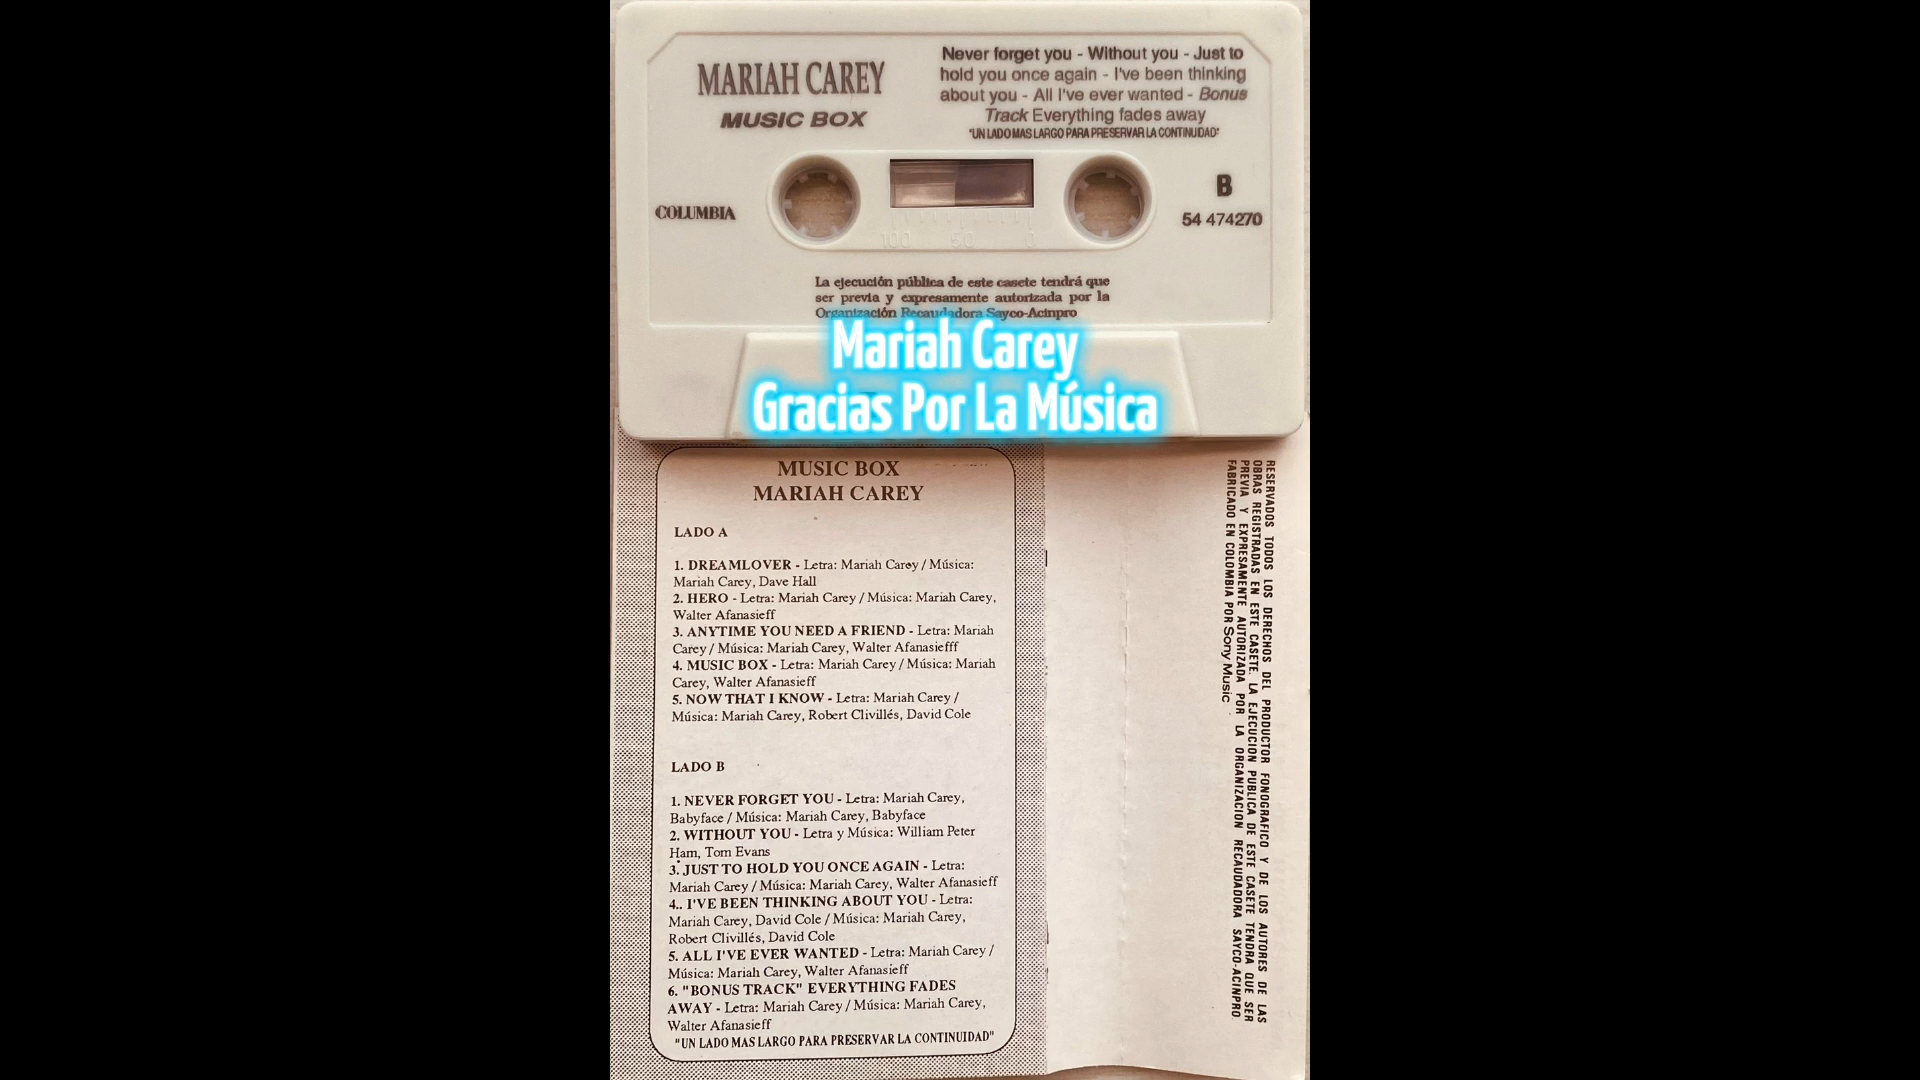 MARIAH CAREY
MUSIC BOX
Never forget you - Without you - Just to
hold you once again - I've been thinking
about you - All I've ever wanted - Bonus
Track Everything fades away
"UN LADO MAS LARGO PARA PRESERVAR LA CONTINUIDAD"
COLUMBIA
B
54 474270
100 50 0
La ejecución pública de este casete tendrá que
ser previa y expresamente autorizada por la
Organización Recaudadora Sayco-Acinpro
Mariah Carey
Gracias Por La Música
MUSIC BOX
MARIAH CAREY
LADO A
1. DREAMLOVER - Letra: Mariah Carey / Música:
Mariah Carey, Dave Hall
2. HERO - Letra: Mariah Carey / Música: Mariah Carey,
Walter Afanasieff
3. ANYTIME YOU NEED A FRIEND - Letra: Mariah
Carey / Música: Mariah Carey, Walter Afanasiefff
4. MUSIC BOX - Letra: Mariah Carey / Música: Mariah
Carey, Walter Afanasieff
5. NOW THAT I KNOW - Letra: Mariah Carey /
Música: Mariah Carey, Robert Clivillés, David Cole
LADO B
1. NEVER FORGET YOU - Letra: Mariah Carey,
Babyface / Música: Mariah Carey, Babyface
2. WITHOUT YOU - Letra y Música: William Peter
Ham, Tom Evans
3. JUST TO HOLD YOU ONCE AGAIN - Letra:
Mariah Carey / Música: Mariah Carey, Walter Afanasieff
4.. I'VE BEEN THINKING ABOUT YOU - Letra:
Mariah Carey, David Cole / Música: Mariah Carey,
Robert Clivillés, David Cole
5. ALL I'VE EVER WANTED - Letra: Mariah Carey /
Música: Mariah Carey, Walter Afanasieff
6. "BONUS TRACK" EVERYTHING FADES
AWAY - Letra: Mariah Carey / Música: Mariah Carey,
Walter Afanasieff
"UN LADO MAS LARGO PARA PRESERVAR LA CONTINUIDAD"
RESERVADOS TODOS LOS DERECHOS DEL PRODUCTOR FONOGRAFICO Y DE LOS AUTORES DE LAS
OBRAS REGISTRADAS EN ESTE CASETE. LA EJECUCION PUBLICA DE ESTE CASETE TENDRA QUE SER
PREVIA Y EXPRESAMENTE AUTORIZADA POR LA ORGANIZACION RECAUDADORA SAYCO-ACINPRO
FABRICADO EN COLOMBIA POR Sony Music